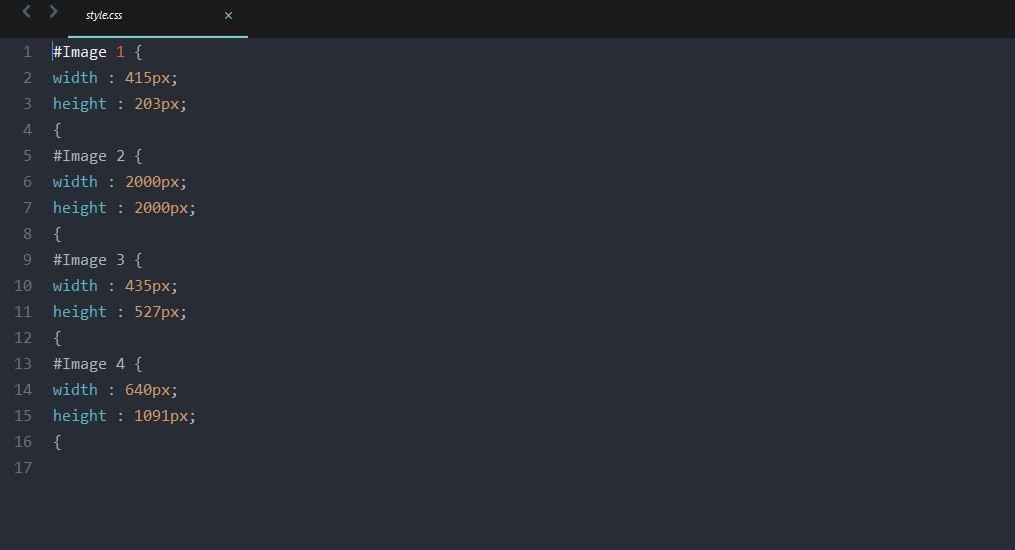 style.css ×
1 #Image 1 {
2 width : 415px;
3 height : 203px;
4 {
5 #Image 2 {
6 width : 2000px;
7 height : 2000px;
8 {
9 #Image 3 {
10 width : 435px;
11 height : 527px;
12 {
13 #Image 4 {
14 width : 640px;
15 height : 1091px;
16 {
17